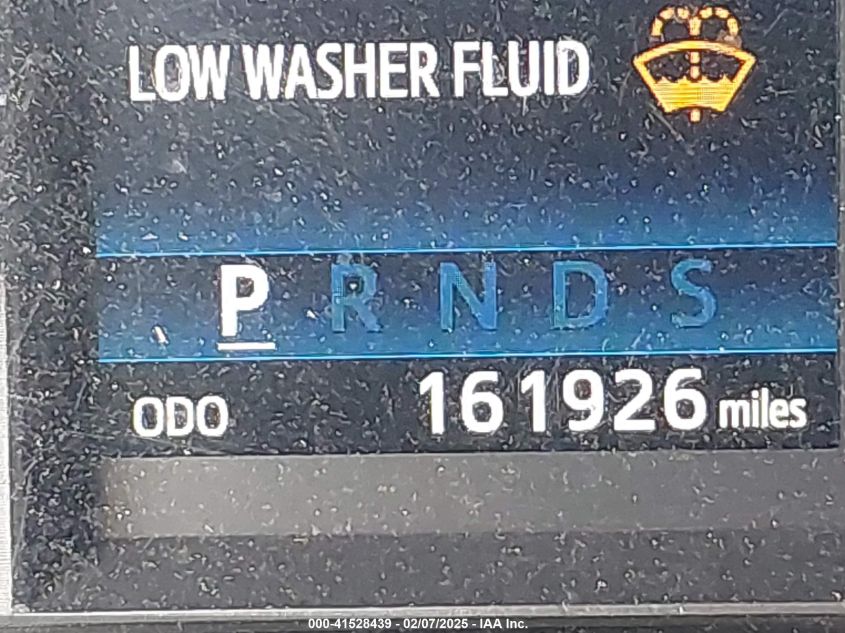 LOW WASHER FLUID
P R N D S
ODO 161926 miles
000-41528439 - 02/07/2025 - IAA Inc.